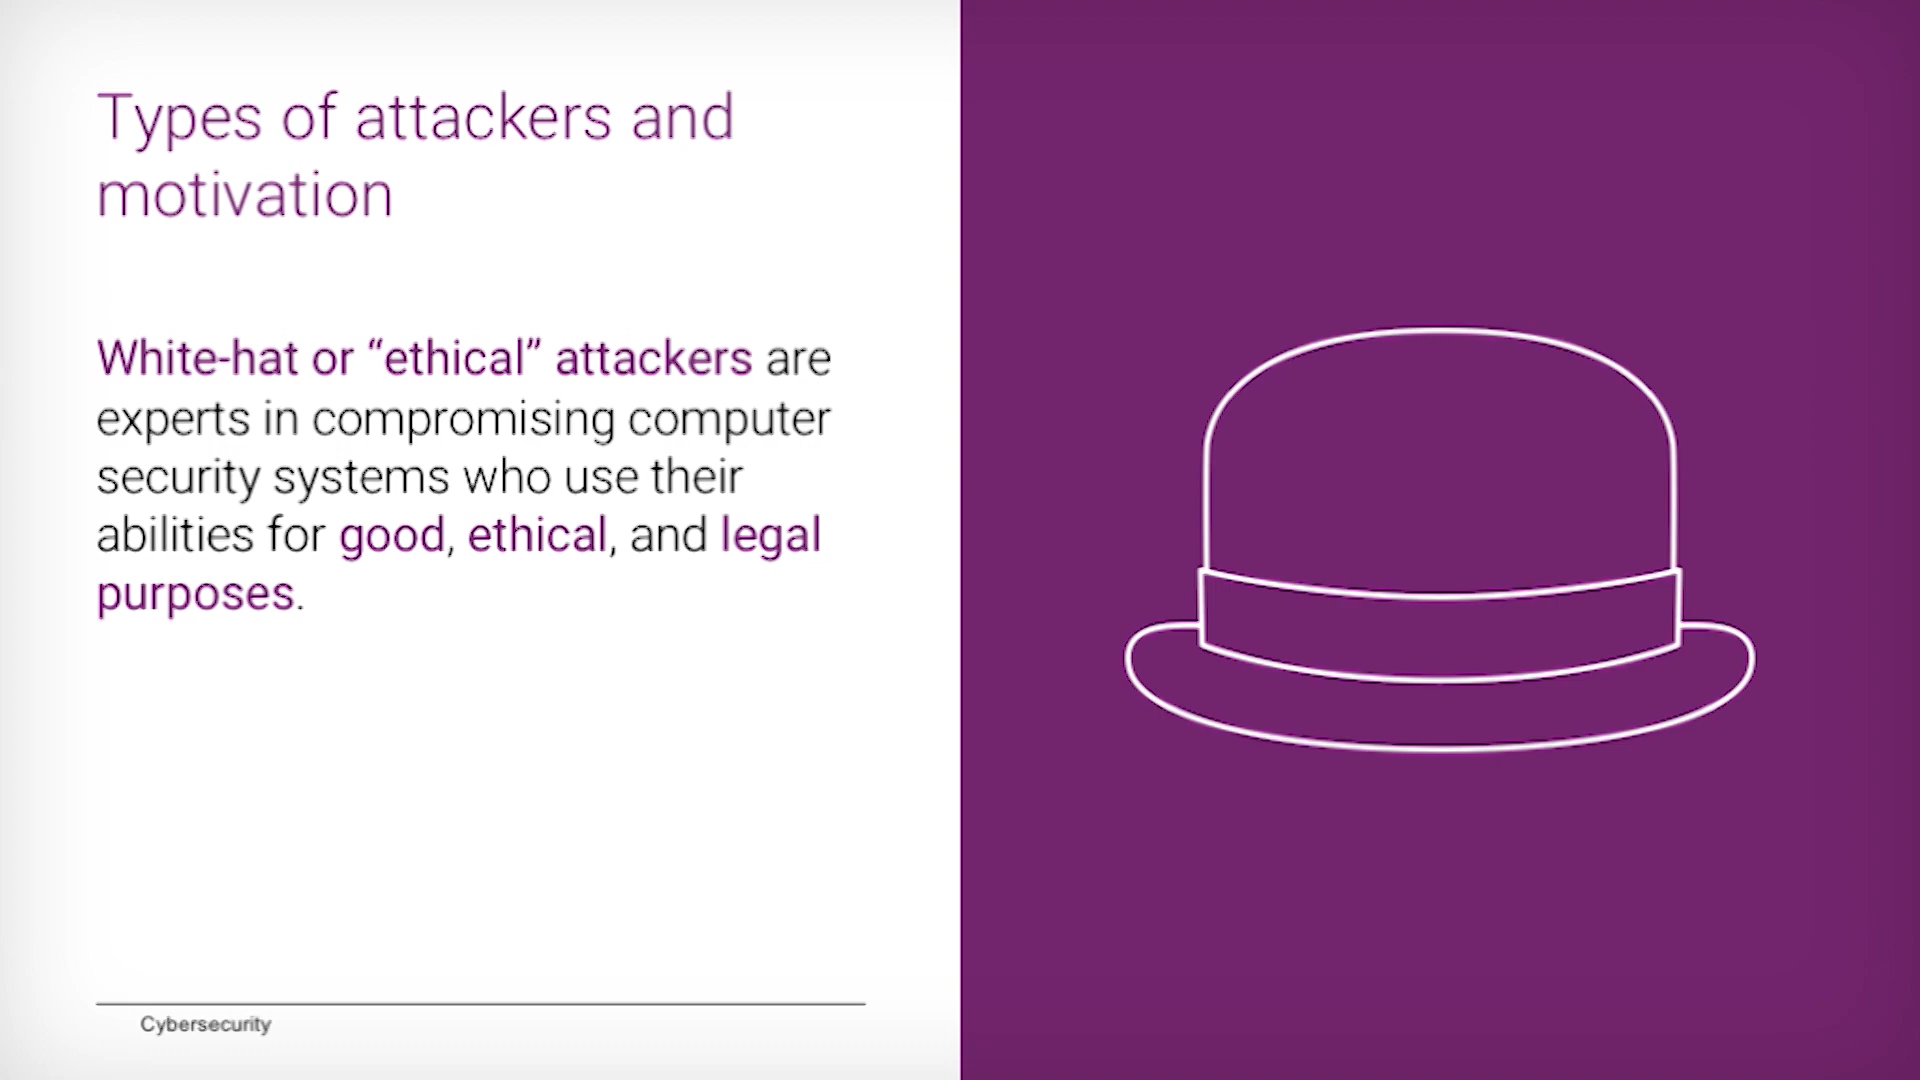 Types of attackers and
motivation
White-hat or “ethical” attackers are
experts in compromising computer
security systems who use their
abilities for good, ethical, and legal
purposes.
Cybersecurity